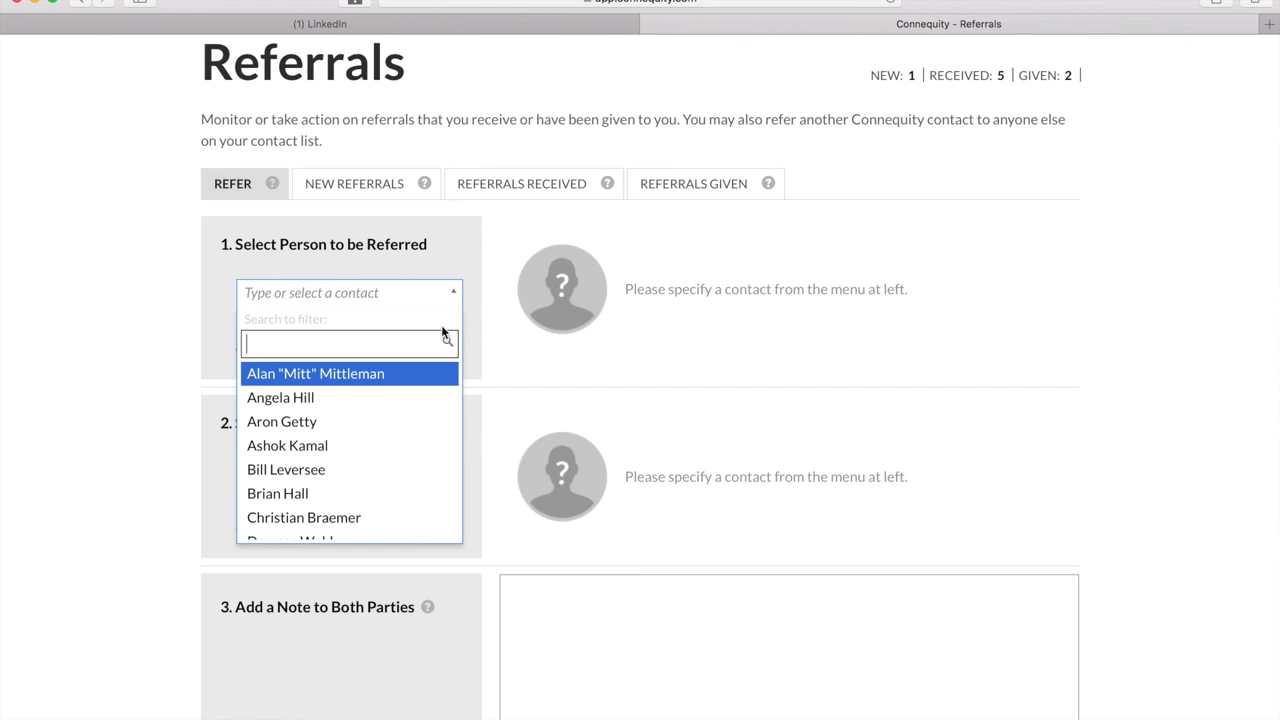 app.connequity.com
(1) LinkedIn
Connequity - Referrals
Referrals
NEW: 1 | RECEIVED: 5 | GIVEN: 2 |
Monitor or take action on referrals that you receive or have been given to you. You may also refer another Connequity contact to anyone else
on your contact list.
REFER ?
NEW REFERRALS ?
REFERRALS RECEIVED ?
REFERRALS GIVEN ?
1. Select Person to be Referred
Type or select a contact
Search to filter:
Alan "Mitt" Mittleman
Angela Hill
Aron Getty
Ashok Kamal
Bill Leversee
Brian Hall
Christian Braemer
?
Please specify a contact from the menu at left.
2.
?
Please specify a contact from the menu at left.
3. Add a Note to Both Parties ?